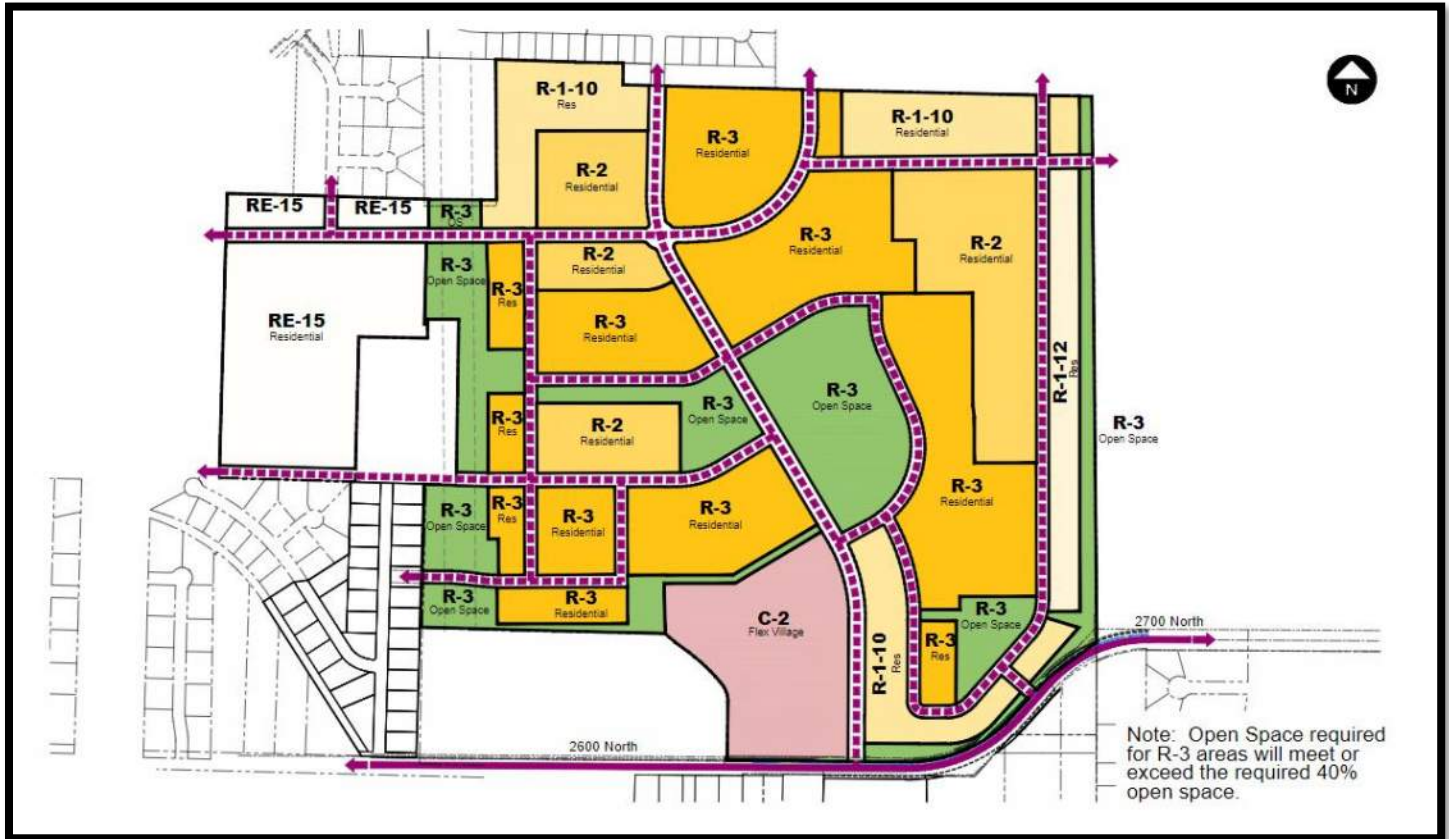 N
R-1-10
Res
R-3
Residential
R-1-10
Residential
R-2
Residential
RE-15
RE-15
R-3
OS
R-3
Residential
R-2
Residential
R-2
Residential
R-3
Open Space
R-3
Res
RE-15
Residential
R-3
Residential
R-1-12
Res
R-3
Open Space
R-3
Open Space
R-3
Res
R-2
Residential
R-3
Open Space
R-3
Residential
R-3
Open Space
R-3
Res
R-3
Residential
R-3
Residential
R-3
Open Space
R-3
Residential
C-2
Flex Village
R-3
Open Space
R-3
Res
R-1-10
Res
2700 North
2600 North
Note: Open Space required
for R-3 areas will meet or
exceed the required 40%
open space.